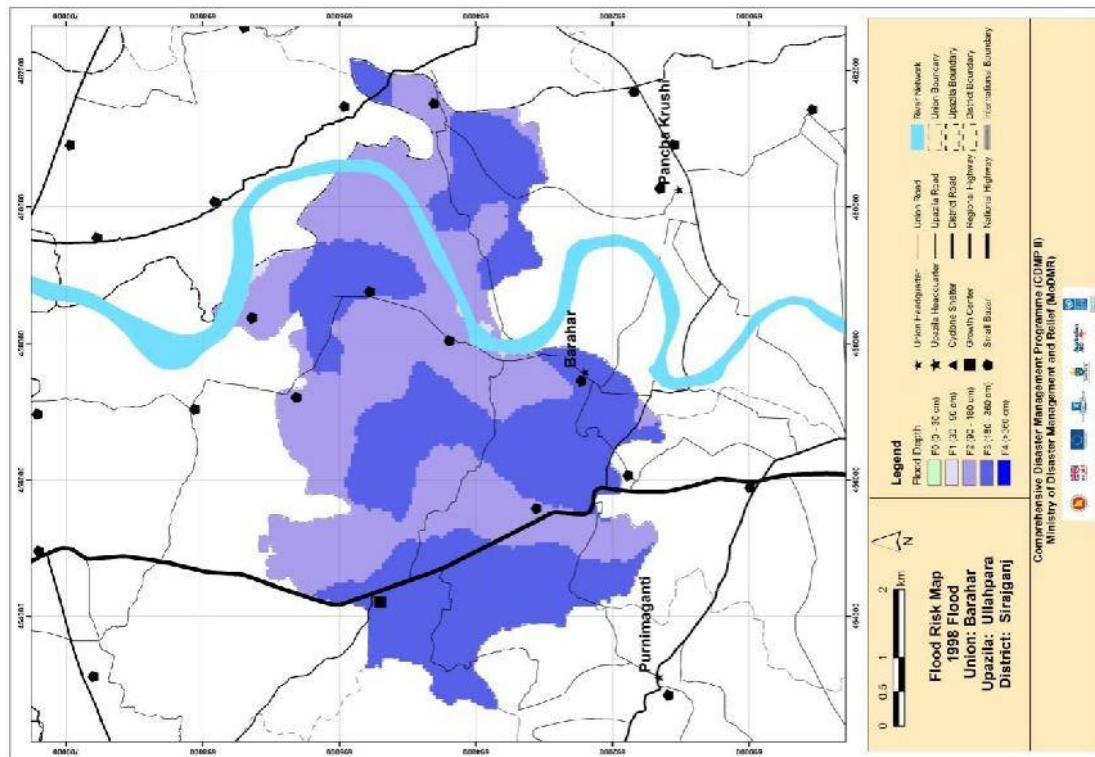 Purnimaganti
Barahar
Pancha Krushi
0 0.5 1 2
km
N
Flood Risk Map
1998 Flood
Union: Barahar
Upazila: Ullahpara
District: Sirajganj
Legend
Flood Depth
F0 (0 - 30 cm)
F1 (30 - 90 cm)
F2 (90 - 180 cm)
F3 (180 - 360 cm)
F4 (>360 cm)
Union Headquarter
Upazila Headquarter
Cyclone Shelter
Growth Center
Small Bazar
Union Road
Upazila Road
District Road
Regional Highway
National Highway
River Network
Union Boundary
Upazila Boundary
District Boundary
International Boundary
Comprehensive Disaster Management Programme (CDMP II)
Ministry of Disaster Management and Relief (MoDMR)